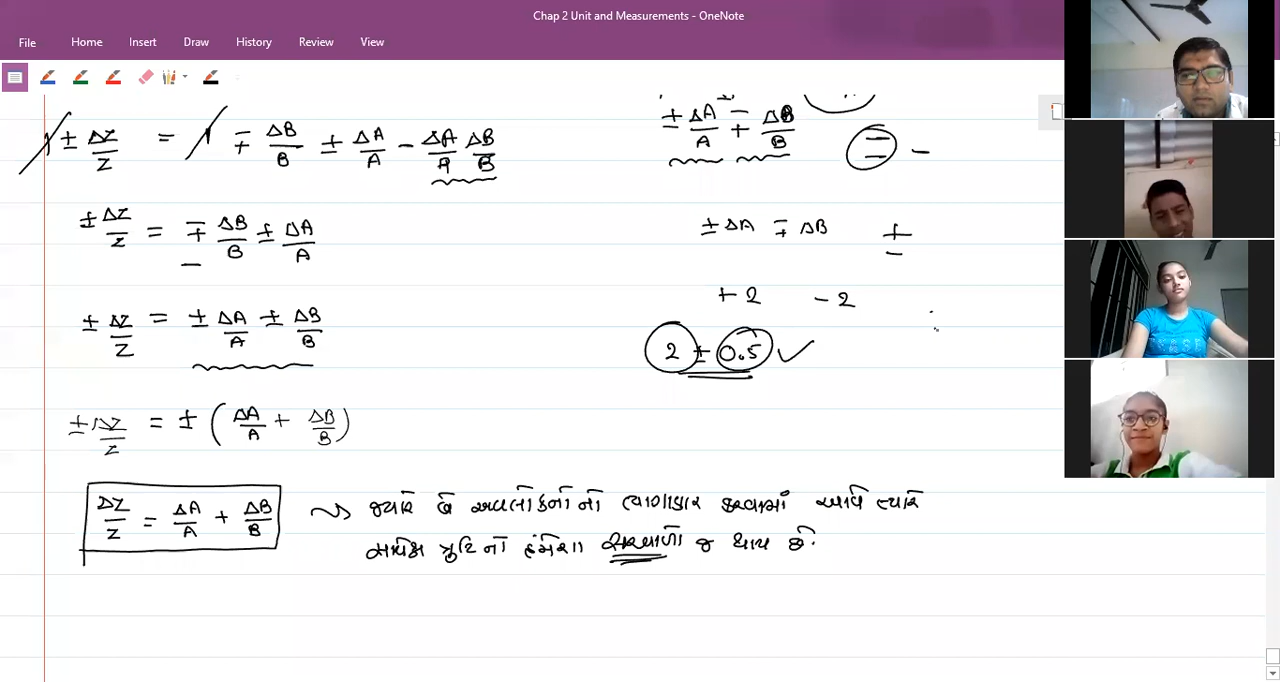 Chap 2 Unit and Measurements - OneNote
File Home Insert Draw History Review View
1 ± ΔZ/Z = 1 ∓ ΔB/B ± ΔA/A - ΔA/A ΔB/B
± ΔZ/Z = ∓ ΔB/B ± ΔA/A
± ΔZ/Z = ± ΔA/A ± ΔB/B
± ΔZ/Z = ± (ΔA/A + ΔB/B)
ΔZ/Z = ΔA/A + ΔB/B
જ્યારે બે અવલોકનોનો ભાગાકાર કરવામાં આવે ત્યારે
સાપેક્ષ ત્રુટિનો હંમેશા સરવાળો જ થાય છે.
± ΔA/A ∓ ΔB/B
± ΔA ∓ ΔB ±
+ 2 - 2
2 ± 0.5 ✓